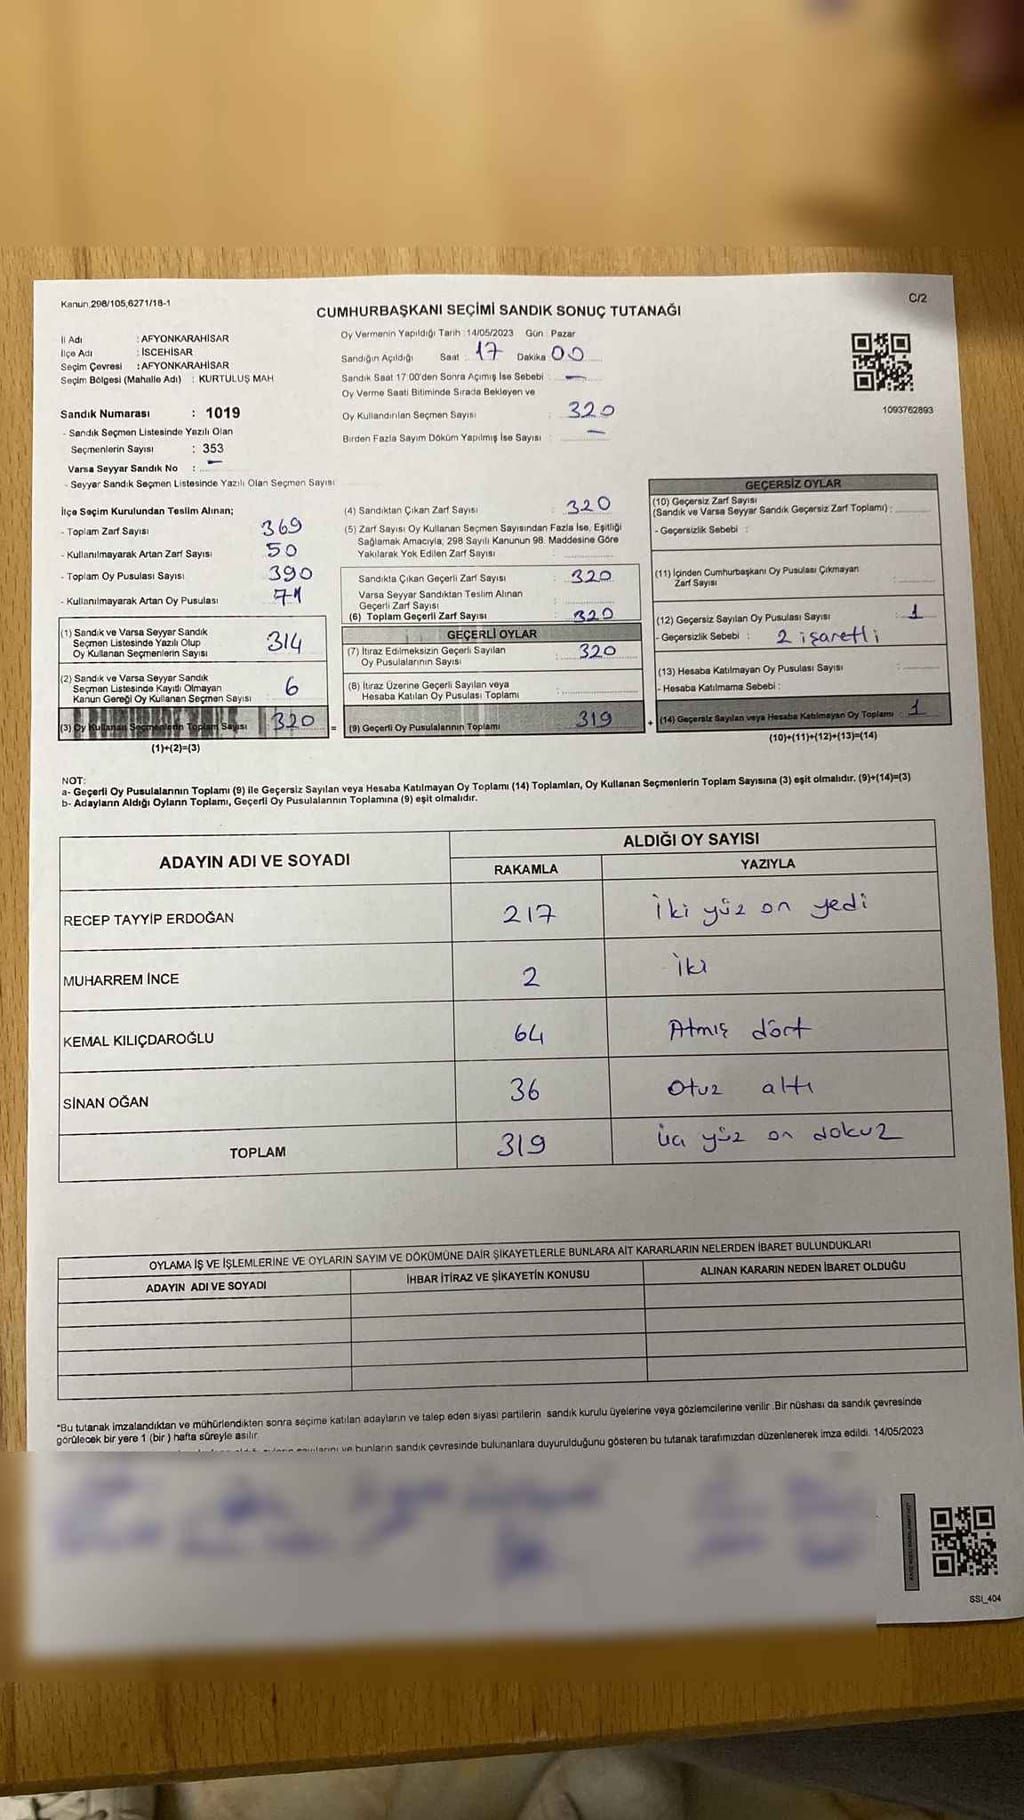 Kanun 298/105,6271/18-1
C/2
CUMHURBAŞKANI SEÇİMİ SANDIK SONUÇ TUTANAĞI
İl Adı : AFYONKARAHİSAR
İlçe Adı : İSCEHİSAR
Seçim Çevresi : AFYONKARAHİSAR
Seçim Bölgesi (Mahalle Adı) : KURTULUŞ MAH
Sandık Numarası : 1019
- Sandık Seçmen Listesinde Yazılı Olan
Seçmenlerin Sayısı : 353
Varsa Seyyar Sandık No : —
- Seyyar Sandık Seçmen Listesinde Yazılı Olan Seçmen Sayısı
Oy Vermenin Yapıldığı Tarih : 14/05/2023 Gün : Pazar
Sandığın Açıldığı Saat : 17 Dakika 00
Sandık Saat 17:00'den Sonra Açımış İse Sebebi : —
Oy Verme Saati Bitiminde Sırada Bekleyen ve
Oy Kullandırılan Seçmen Sayısı : 320
Birden Fazla Sayım Döküm Yapılmış İse Sayısı : —
1093762893
İlçe Seçim Kurulundan Teslim Alınan;
- Toplam Zarf Sayısı 369
- Kullanılmayarak Artan Zarf Sayısı 50
- Toplam Oy Pusulası Sayısı 390
- Kullanılmayarak Artan Oy Pusulası 71
(1) Sandık ve Varsa Seyyar Sandık
Seçmen Listesinde Yazılı Olup
Oy Kullanan Seçmenlerin Sayısı 314
(2) Sandık ve Varsa Seyyar Sandık
Seçmen Listesinde Kayıtlı Olmayan
Kanun Gereği Oy Kullanan Seçmen Sayısı 6
(3) Oy Kullanan Seçmenlerin Toplam Sayısı 320
(1)+(2)=(3)
(4) Sandıktan Çıkan Zarf Sayısı : 320
(5) Zarf Sayısı Oy Kullanan Seçmen Sayısından Fazla İse, Eşitliği
Sağlamak Amacıyla, 298 Sayılı Kanunun 98. Maddesine Göre
Yakılarak Yok Edilen Zarf Sayısı
Sandıkta Çıkan Geçerli Zarf Sayısı : 320
Varsa Seyyar Sandıktan Teslim Alınan
Geçerli Zarf Sayısı
(6) Toplam Geçerli Zarf Sayısı : 320
GEÇERLİ OYLAR
(7) İtiraz Edilmeksizin Geçerli Sayılan
Oy Pusulalarının Sayısı : 320
(8) İtiraz Üzerine Geçerli Sayılan veya
Hesaba Katılan Oy Pusulası Toplamı :
= (9) Geçerli Oy Pusulalarının Toplamı 319
GEÇERSİZ OYLAR
(10) Geçersiz Zarf Sayısı
(Sandık ve Varsa Seyyar Sandık Geçersiz Zarf Toplamı) :
- Geçersizlik Sebebi :
(11) İçinden Cumhurbaşkanı Oy Pusulası Çıkmayan
Zarf Sayısı
(12) Geçersiz Sayılan Oy Pusulası Sayısı : 1
- Geçersizlik Sebebi : 2 işaretli
(13) Hesaba Katılmayan Oy Pusulası Sayısı
- Hesaba Katılmama Sebebi :
+ (14) Geçersiz Sayılan veya Hesaba Katılmayan Oy Toplamı : 1
(10)+(11)+(12)+(13)=(14)
NOT:
a- Geçerli Oy Pusulalarının Toplamı (9) ile Geçersiz Sayılan veya Hesaba Katılmayan Oy Toplamı (14) Toplamları, Oy Kullanan Seçmenlerin Toplam Sayısına (3) eşit olmalıdır. (9)+(14)=(3)
b- Adayların Aldığı Oyların Toplamı, Geçerli Oy Pusulalarının Toplamına (9) eşit olmalıdır.
ADAYIN ADI VE SOYADI
ALDIĞI OY SAYISI
RAKAMLA YAZIYLA
RECEP TAYYİP ERDOĞAN 217 İki yüz on yedi
MUHARREM İNCE 2 İki
KEMAL KILIÇDAROĞLU 64 Atmış dört
SİNAN OĞAN 36 otuz altı
TOPLAM 319 üç yüz on dokuz
OYLAMA İŞ VE İŞLEMLERİNE VE OYLARIN SAYIM VE DÖKÜMÜNE DAİR ŞİKAYETLERLE BUNLARA AİT KARARLARIN NELERDEN İBARET BULUNDUKLARI
ADAYIN ADI VE SOYADI İHBAR İTİRAZ VE ŞİKAYETİN KONUSU ALINAN KARARIN NEDEN İBARET OLDUĞU
*Bu tutanak imzalandıktan ve mühürlendikten sonra seçime katılan adayların ve talep eden siyasi partilerin sandık kurulu üyelerine veya gözlemcilerine verilir .Bir nüshası da sandık çevresinde
görülecek bir yere 1 (bir ) hafta süreyle asılır.
ve bunların sandık çevresinde bulunanlara duyurulduğunu gösteren bu tutanak tarafımızdan düzenlenerek imza edildi. 14/05/2023
SSI_404